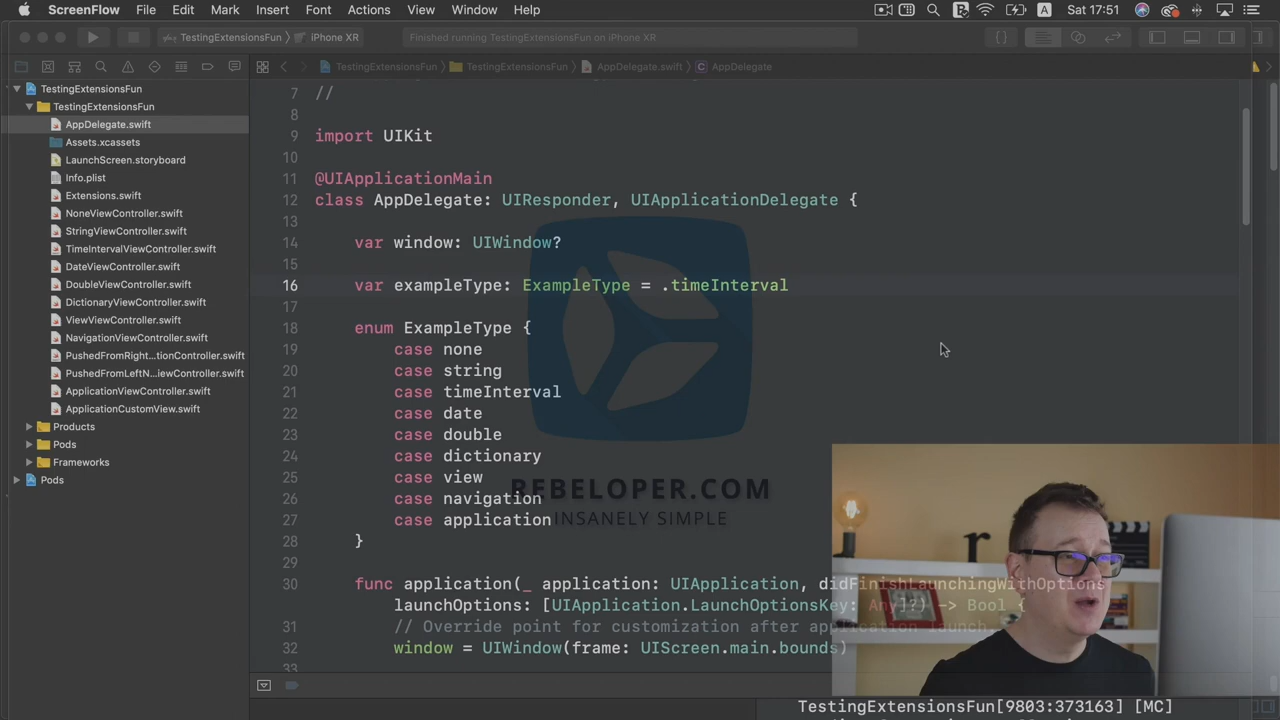 ScreenFlow File Edit Mark Insert Font Actions View Window Help
A Sat 17:51
TestingExtensionsFun iPhone XR
Finished running TestingExtensionsFun on iPhone XR
TestingExtensionsFun TestingExtensionsFun AppDelegate.swift C AppDelegate
TestingExtensionsFun
TestingExtensionsFun
AppDelegate.swift
Assets.xcassets
LaunchScreen.storyboard
Info.plist
Extensions.swift
NoneViewController.swift
StringViewController.swift
TimeIntervalViewController.swift
DateViewController.swift
DoubleViewController.swift
DictionaryViewController.swift
ViewViewController.swift
NavigationViewController.swift
PushedFromRight...tionController.swift
PushedFromLeftN...iewController.swift
ApplicationViewController.swift
ApplicationCustomView.swift
Products
Pods
Frameworks
Pods
7 //
8
9 import UIKit
10
11 @UIApplicationMain
12 class AppDelegate: UIResponder, UIApplicationDelegate {
13
14 var window: UIWindow?
15
16 var exampleType: ExampleType = .timeInterval
17
18 enum ExampleType {
19 case none
20 case string
21 case timeInterval
22 case date
23 case double
24 case dictionary
25 case view
26 case navigation
27 case application
28 }
29
30 func application(_ application: UIApplication, didFinishLaunchingWithOptions
launchOptions: [UIApplication.LaunchOptionsKey: Any]?) -> Bool {
31 // Override point for customization after application launch.
32 window = UIWindow(frame: UIScreen.main.bounds)
33
REBELOPER.COM
INSANELY SIMPLE
TestingExtensionsFun[9803:373163] [MC]